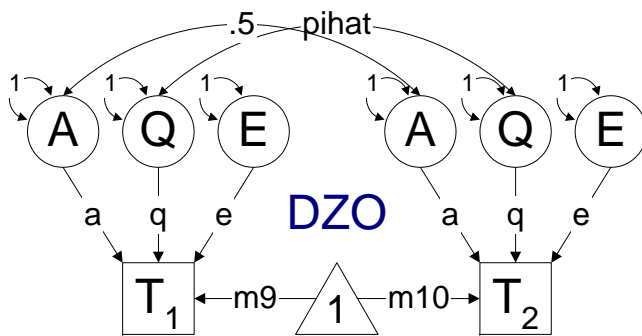 .5 pihat
1 1 1 1 1 1
A Q E A Q E
a q e DZO a q e
T1 m9 1 m10 T2